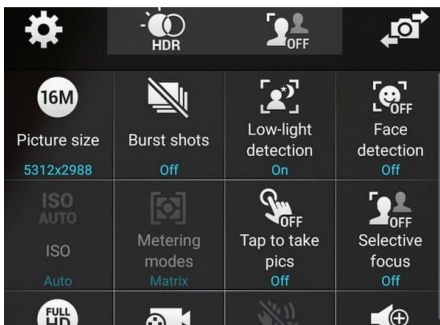 HDR
OFF
16M
OFF
Picture size
Burst shots
Low-light
detection
Face
detection
5312x2988
Off
On
Off
ISO
AUTO
OFF
OFF
ISO
Metering
modes
Tap to take
pics
Selective
focus
Auto
Matrix
Off
Off
FULL
HD